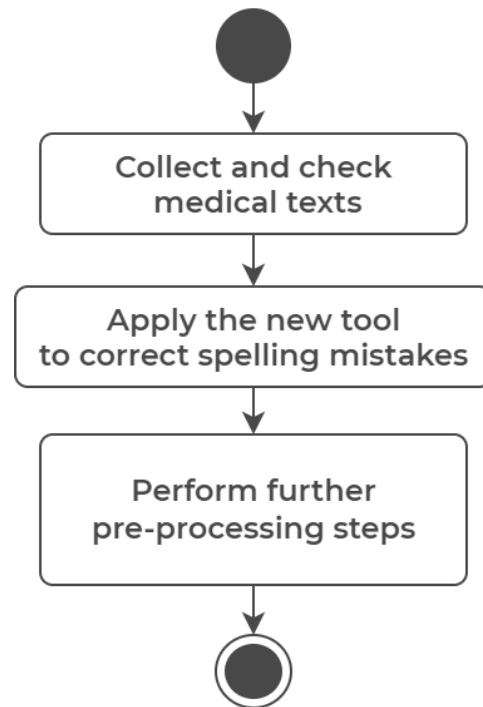 Collect and check
medical texts
Apply the new tool
to correct spelling mistakes
Perform further
pre-processing steps